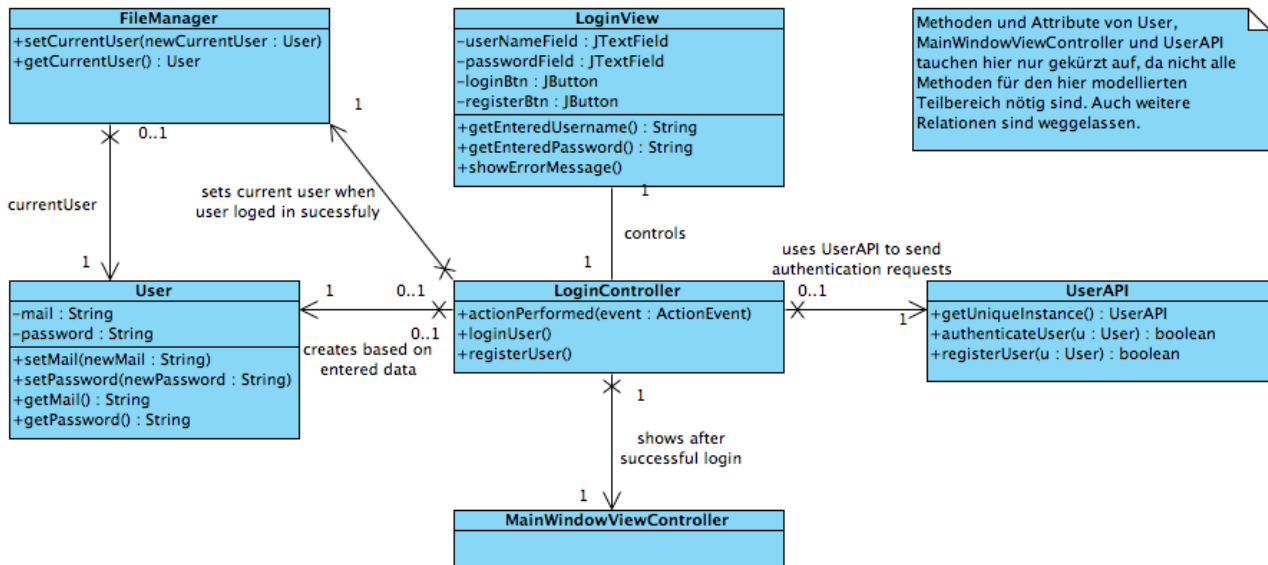 FileManager
+setCurrentUser(newCurrentUser : User)
+getCurrentUser() : User
LoginView
-userNameField : JTextField
-passwordField : JTextField
-loginBtn : JButton
-registerBtn : JButton
+getEnteredUsername() : String
+getEnteredPassword() : String
+showErrorMessage()
Methoden und Attribute von User,
MainWindowViewController und UserAPI
tauchen hier nur gekürzt auf, da nicht alle
Methoden für den hier modellierten
Teilbereich nötig sind. Auch weitere
Relationen sind weggelassen.
0..1
currentUser
1
1
sets current user when
user loged in sucessfuly
0..1
1
controls
1
uses UserAPI to send
authentication requests
0..1
1
User
-mail : String
-password : String
+setMail(newMail : String)
+setPassword(newPassword : String)
+getMail() : String
+getPassword() : String
1
0..1
creates based on
entered data
LoginController
+actionPerformed(event : ActionEvent)
+loginUser()
+registerUser()
UserAPI
+getUniqueInstance() : UserAPI
+authenticateUser(u : User) : boolean
+registerUser(u : User) : boolean
1
shows after
successful login
1
MainWindowViewController